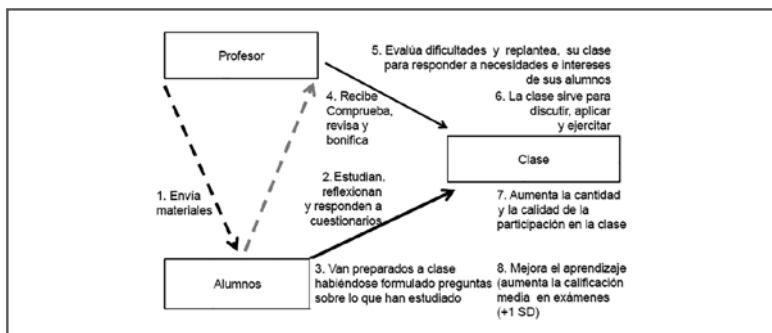 Profesor
5. Evalúa dificultades y replantea, su clase
para responder a necesidades e intereses
de sus alumnos
4. Recibe
Comprueba,
revisa y
bonifica
6. La clase sirve para
discutir, aplicar
y ejercitar
Clase
1. Envía
materiales
2. Estudian,
reflexionan
y responden a
cuestionarios
7. Aumenta la cantidad
y la calidad de la
participación en la clase
Alumnos
3. Van preparados a clase
habiéndose formulado preguntas
sobre lo que han estudiado
8. Mejora el aprendizaje
(aumenta la calificación
media en exámenes
(+1 SD)